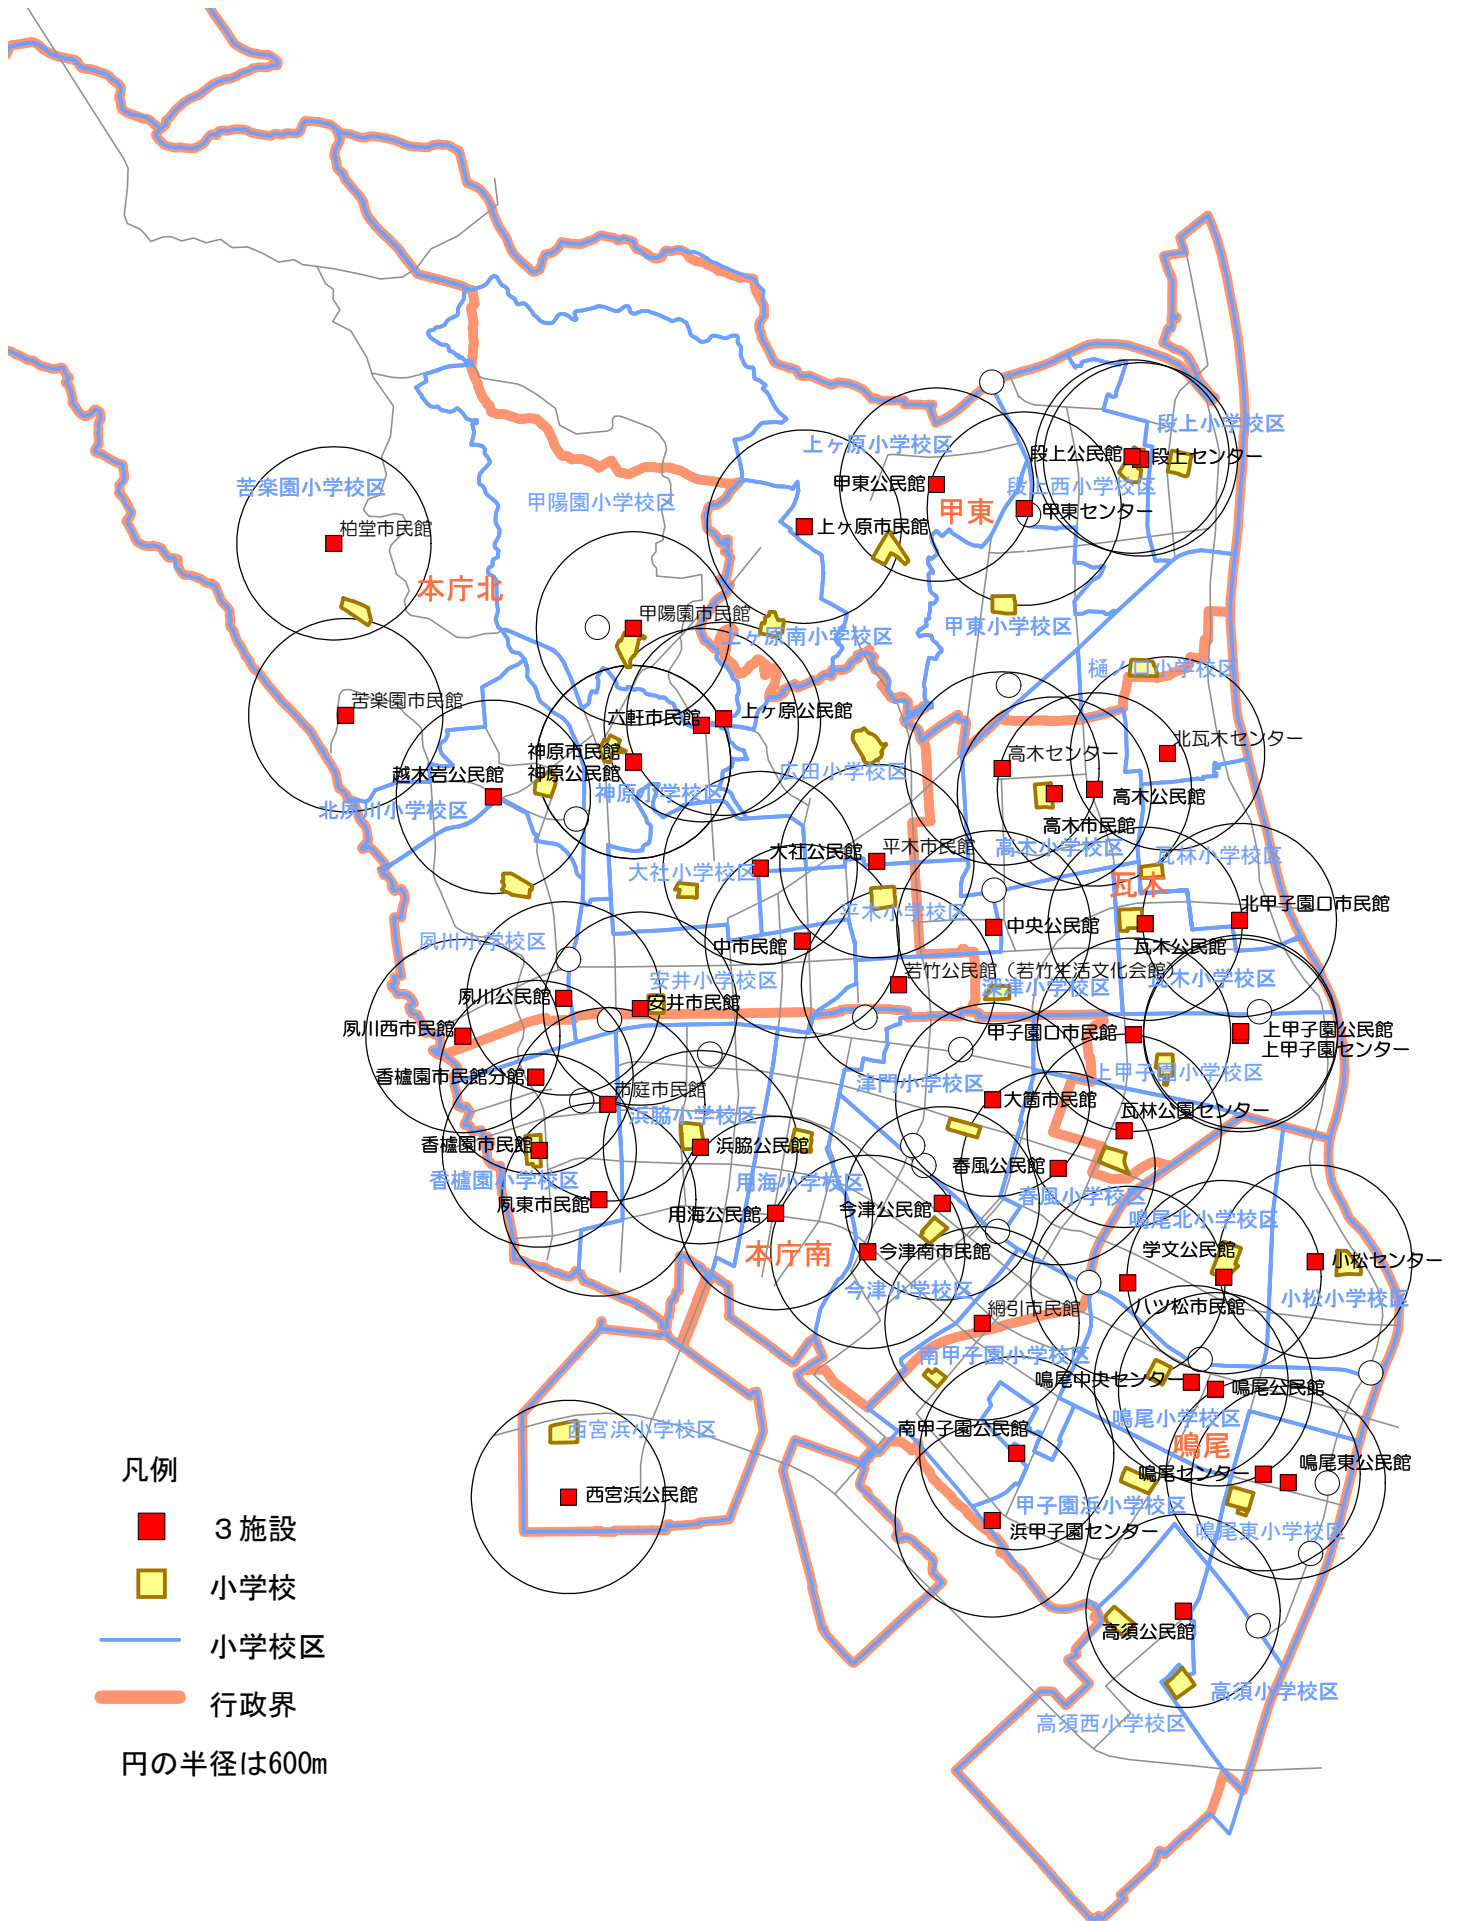 段上小学校区
上ヶ原小学校区
段上公民館
段上センター
苦楽園小学校区
甲東公民館
段上西小学校区
甲陽園小学校区
甲東
甲東センター
柏堂市民館
上ヶ原市民館
本庁北
甲陽園市民館
甲東小学校区
上ヶ原南小学校区
樋ノ口小学校区
苦楽園市民館
六軒市民館
上ヶ原公民館
北瓦木センター
神原市民館
高木センター
神原公民館
越木岩公民館
広田小学校区
神原小学校区
高木公民館
北夙川小学校区
高木市民館
平木市民館
高木小学校区
大社公民館
瓦林小学校区
大社小学校区
瓦木
北甲子園口市民館
平木小学校区
中央公民館
夙川小学校区
中市民館
瓦木公民館
若竹公民館（若竹生活文化会館）
安井小学校区
瓦木小学校区
深津小学校区
夙川公民館
安井市民館
夙川西市民館
甲子園口市民館
上甲子園公民館
上甲子園センター
香櫨園市民館分館
上甲子園小学校区
津門小学校区
市庭市民館
大箇市民館
瓦林公園センター
浜脇小学校区
香櫨園市民館
浜脇公民館
春風公民館
香櫨園小学校区
用海小学校区
春風小学校区
夙東市民館
今津公民館
用海公民館
鳴尾北小学校区
本庁南
今津南市民館
学文公民館
小松センター
今津小学校区
小松小学校区
網引市民館
八ツ松市民館
南甲子園小学校区
鳴尾中央センター
鳴尾公民館
西宮浜小学校区
南甲子園公民館
鳴尾小学校区
鳴尾
鳴尾東公民館
鳴尾センター
西宮浜公民館
甲子園浜小学校区
浜甲子園センター
鳴尾東小学校区
高須公民館
高須小学校区
高須西小学校区
凡例
３施設
小学校
小学校区
行政界
円の半径は600m